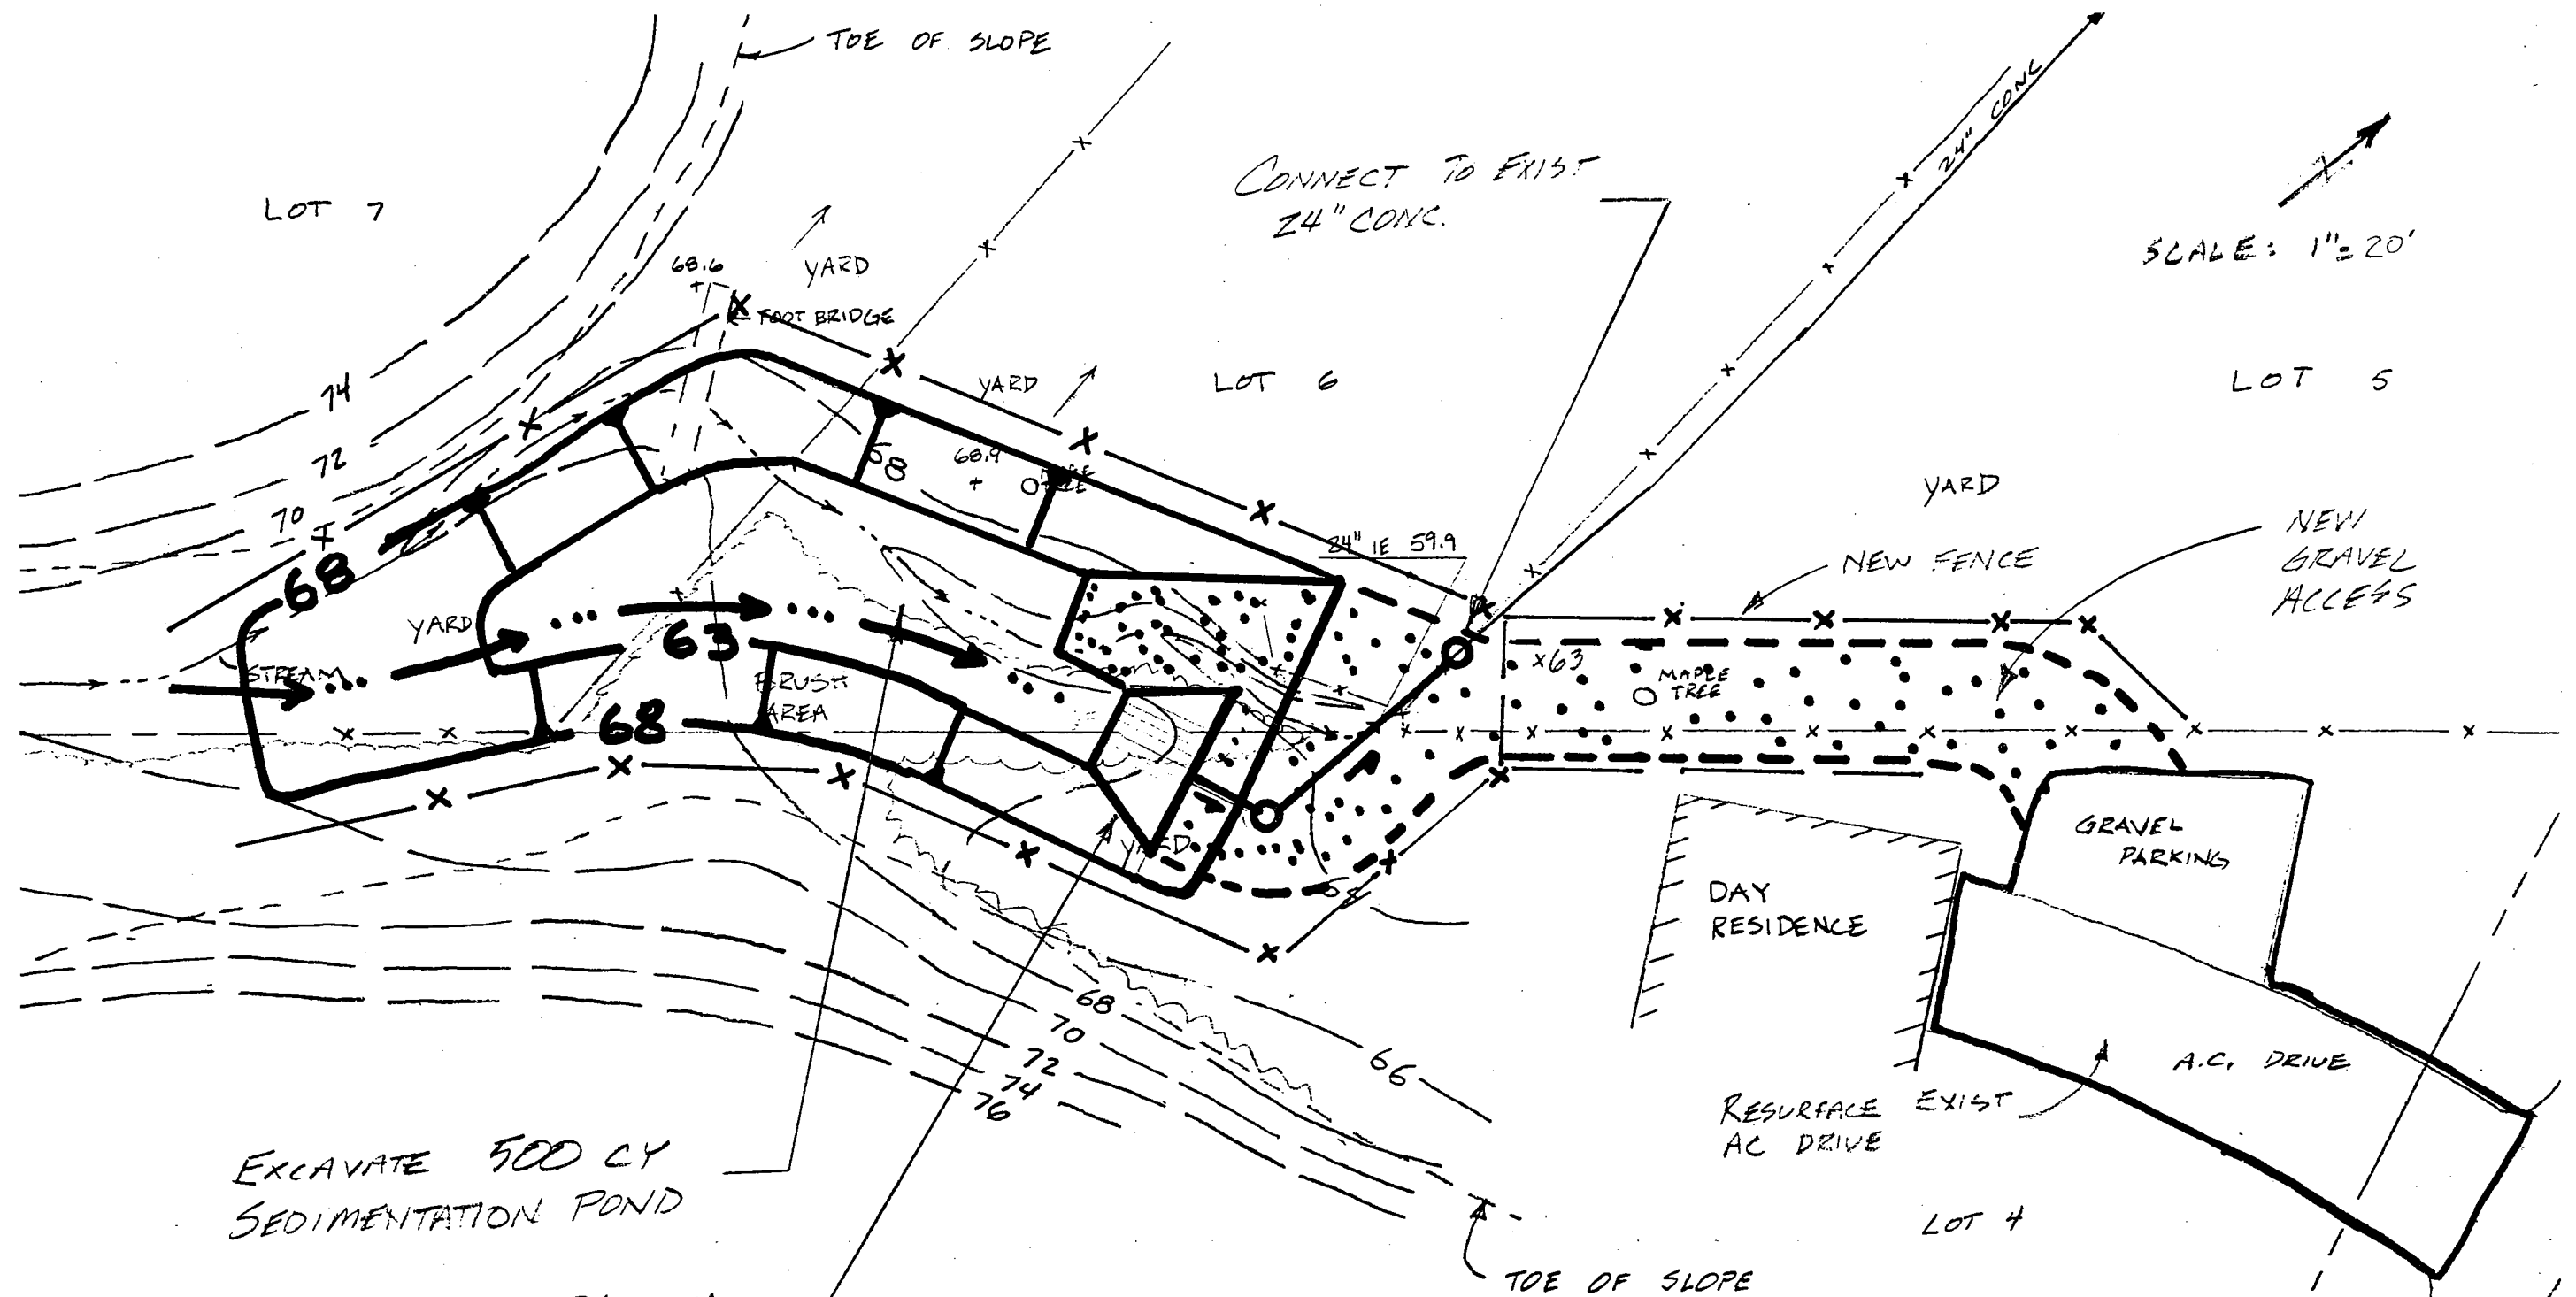 TOE OF SLOPE
24" CONC
CONNECT TO EXIST
24" CONC.
LOT 7
SCALE: 1"= 20'
68.6
YARD
FOOT BRIDGE
74
YARD
LOT 6
LOT 5
72
68
68.9
70
YARD
NEW
GRAVEL
ACCESS
24" IE 59.9
NEW FENCE
68
YARD
63
x63
STREAM
MAPLE
TREE
BRUSH
AREA
68
GRAVEL
PARKING
YARD
DAY
RESIDENCE
68
70
72
74
76
66
A.C. DRIVE
RESURFACE EXIST
AC DRIVE
EXCAVATE 500 CY
SEDIMENTATION POND
LOT 4
TOE OF SLOPE